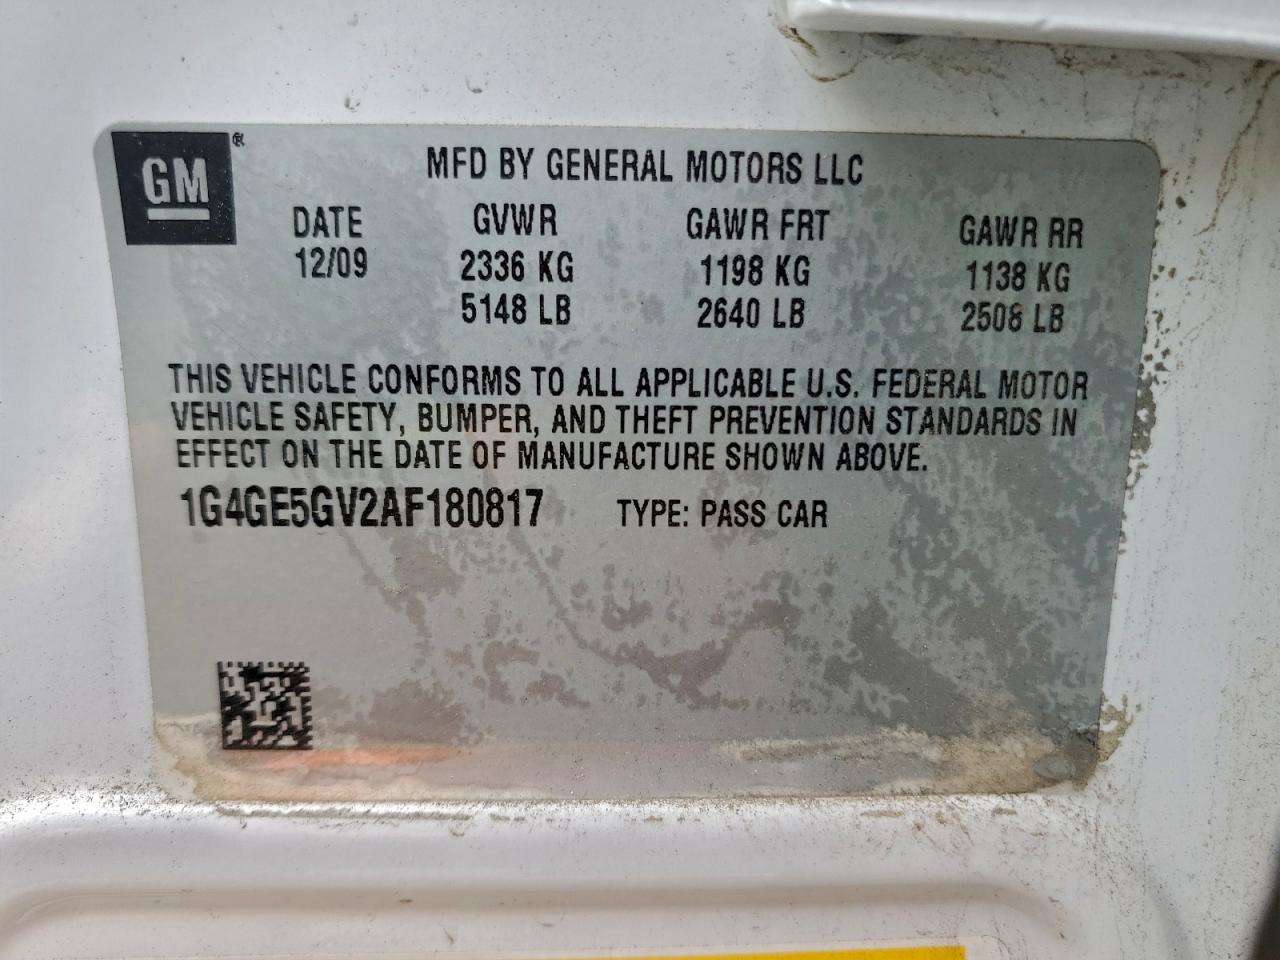 GM ®
MFD BY GENERAL MOTORS LLC
DATE GVWR GAWR FRT GAWR RR
12/09 2336 KG 1198 KG 1138 KG
5148 LB 2640 LB 2508 LB
THIS VEHICLE CONFORMS TO ALL APPLICABLE U.S. FEDERAL MOTOR
VEHICLE SAFETY, BUMPER, AND THEFT PREVENTION STANDARDS IN
EFFECT ON THE DATE OF MANUFACTURE SHOWN ABOVE.
1G4GE5GV2AF180817 TYPE: PASS CAR